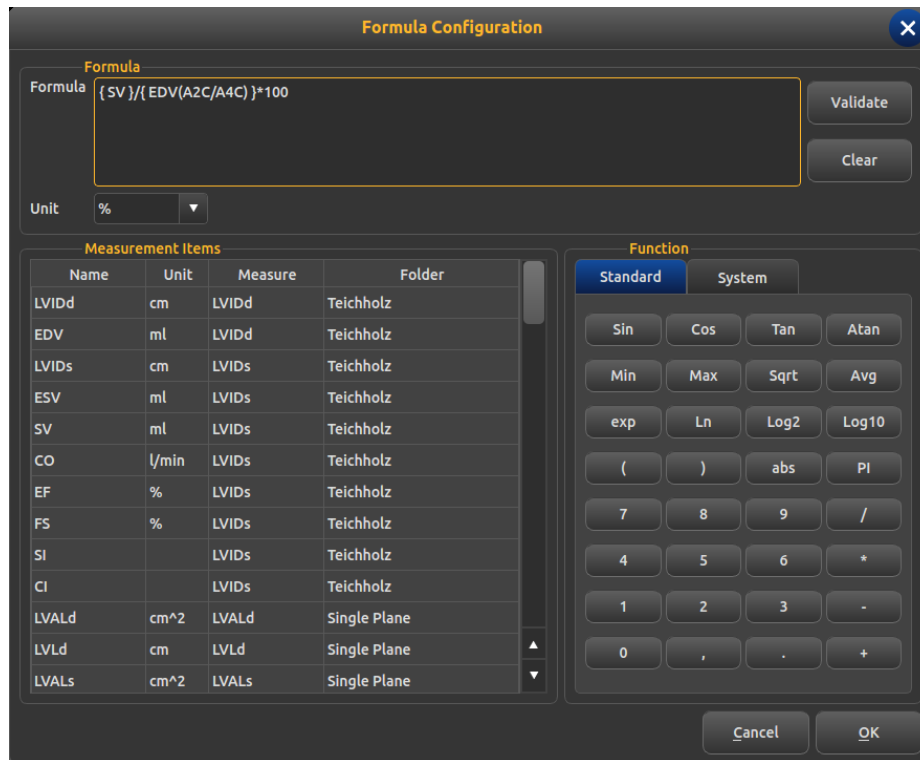 Formula Configuration
Formula
Formula { SV }/{ EDV(A2C/A4C) }*100
Validate
Clear
Unit %
Measurement Items
Name Unit Measure Folder
LVIDd cm LVIDd Teichholz
EDV ml LVIDd Teichholz
LVIDs cm LVIDs Teichholz
ESV ml LVIDs Teichholz
SV ml LVIDs Teichholz
CO l/min LVIDs Teichholz
EF % LVIDs Teichholz
FS % LVIDs Teichholz
SI LVIDs Teichholz
CI LVIDs Teichholz
LVALd cm^2 LVALd Single Plane
LVLd cm LVLd Single Plane
LVALs cm^2 LVALs Single Plane
Function
Standard System
Sin Cos Tan Atan
Min Max Sqrt Avg
exp Ln Log2 Log10
( ) abs PI
7 8 9 /
4 5 6 *
1 2 3 -
0 , . +
Cancel OK